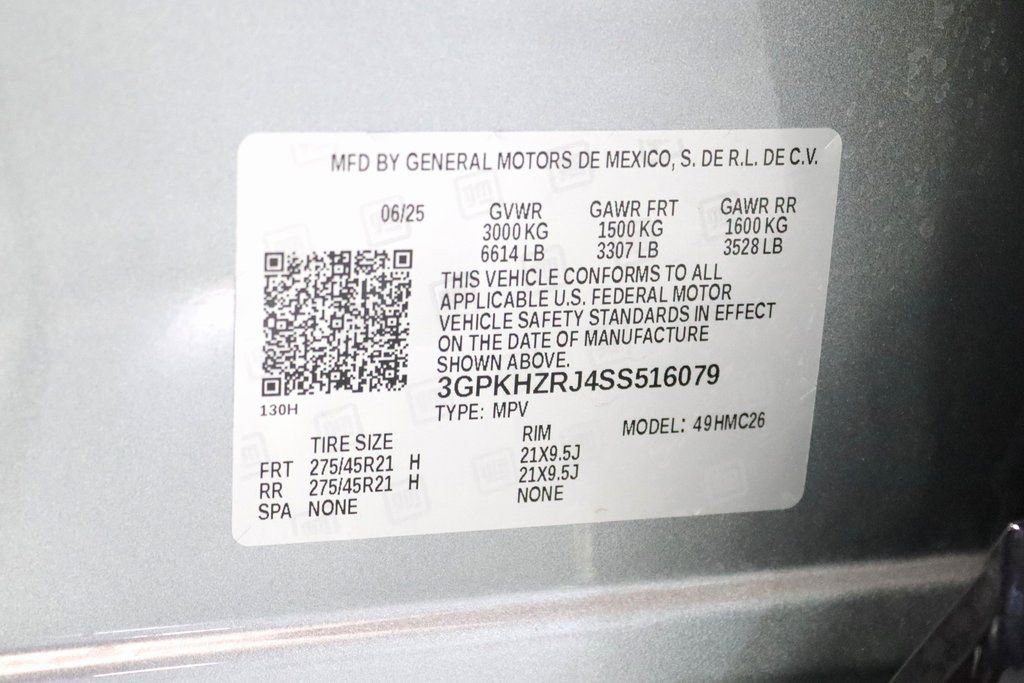 MFD BY GENERAL MOTORS DE MEXICO, S. DE R.L. DE C.V.
06/25 GVWR GAWR FRT GAWR RR
3000 KG 1500 KG 1600 KG
6614 LB 3307 LB 3528 LB
THIS VEHICLE CONFORMS TO ALL
APPLICABLE U.S. FEDERAL MOTOR
VEHICLE SAFETY STANDARDS IN EFFECT
ON THE DATE OF MANUFACTURE
SHOWN ABOVE.
3GPKHZRJ4SS516079
130H
TYPE: MPV MODEL: 49HMC26
TIRE SIZE RIM
FRT 275/45R21 H 21X9.5J
RR 275/45R21 H 21X9.5J
SPA NONE NONE